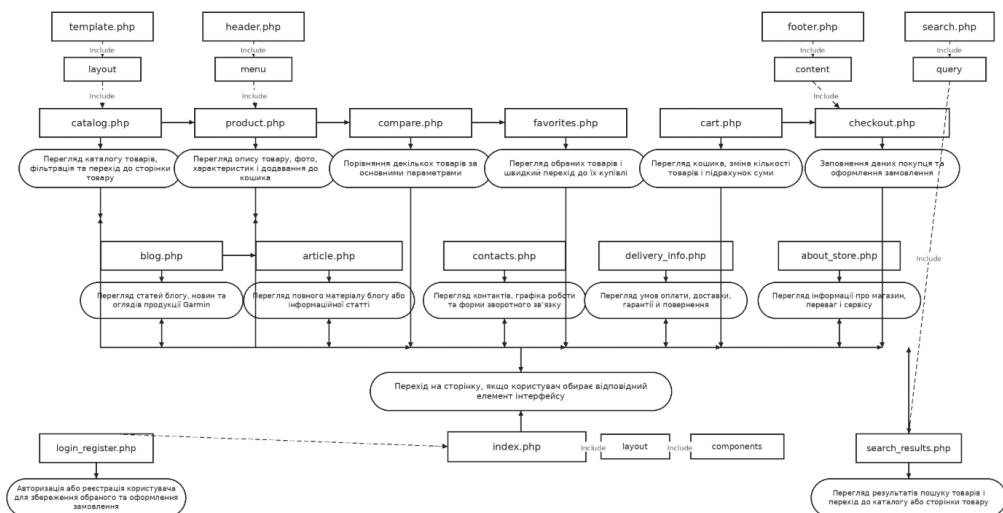 template.php
header.php
footer.php
search.php
Include
Include
Include
Include
layout
menu
content
query
Include
Include
Include
catalog.php
product.php
compare.php
favorites.php
cart.php
checkout.php
Перегляд каталогу товарів,
фільтрація та перехід до сторінки
товару
Перегляд опису товару, фото,
характеристик і додавання до
кошика
Порівняння декількох товарів за
основними параметрами
Перегляд обраних товарів і
швидкий перехід до їх купівлі
Перегляд кошика, зміна кількості
товарів і підрахунок суми
Заповнення даних покупця та
оформлення замовлення
blog.php
article.php
contacts.php
delivery_info.php
about_store.php
Include
Перегляд статей блогу, новин та
оглядів продукції Garmin
Перегляд повного матеріалу блогу або
інформаційної статті
Перегляд контактів, графіка роботи
та форми зворотного зв'язку
Перегляд умов оплати, доставки,
гарантії й повернення
Перегляд інформації про магазин,
переваг і сервісу
Перехід на сторінку, якщо користувач обирає відповідний
елемент інтерфейсу
login_register.php
index.php
Include
layout
Include
components
search_results.php
Авторизація або реєстрація користувача
для збереження обраного та оформлення
замовлення
Перегляд результатів пошуку товарів і
перехід до каталогу або сторінки товару